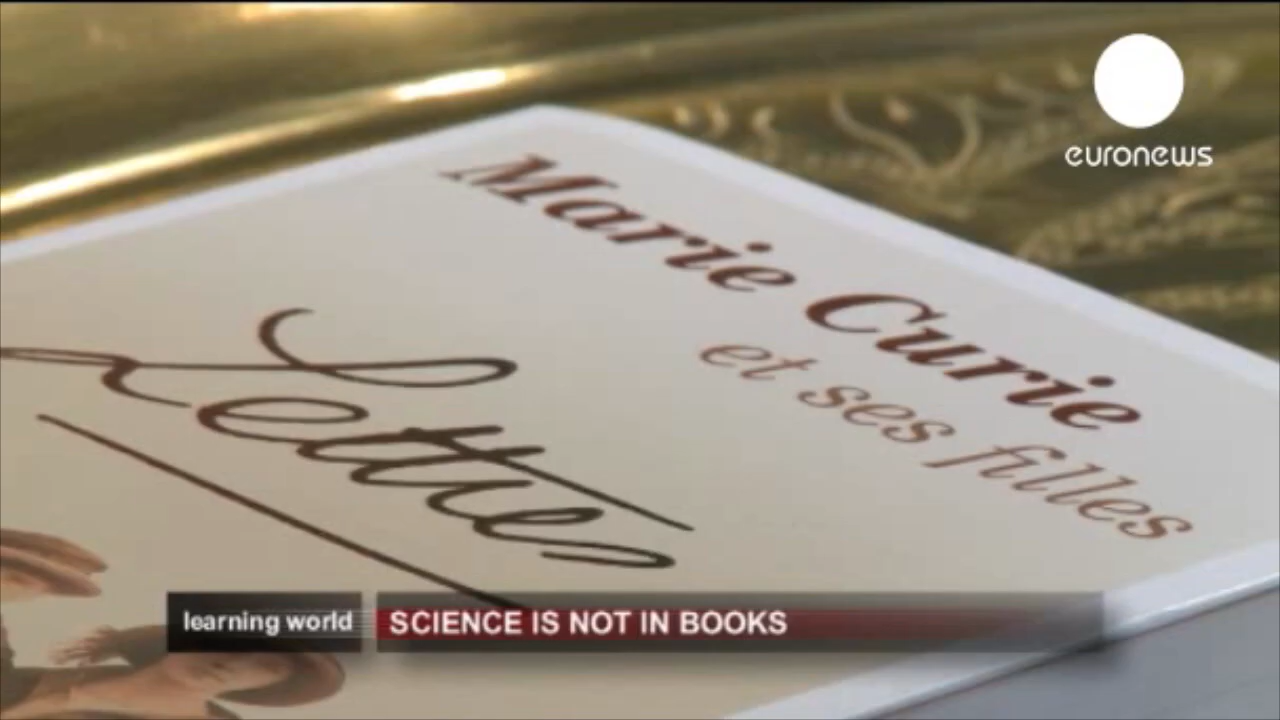 euronews
Marie Curie
et ses filles
Lettres
learning world
SCIENCE IS NOT IN BOOKS